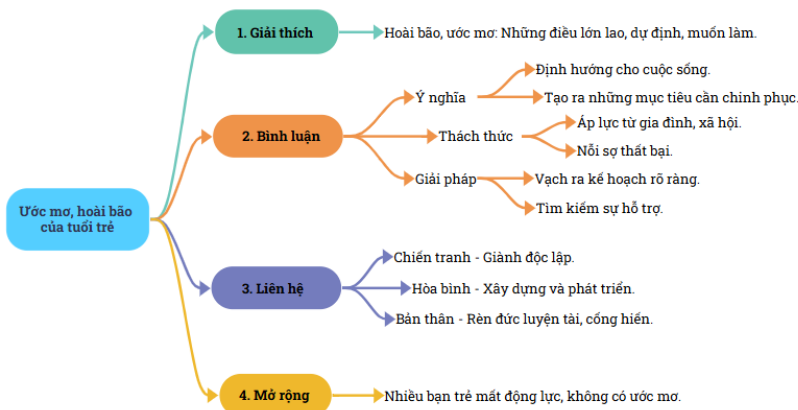 Ước mơ, hoài bão
của tuổi trẻ
1. Giải thích
Hoài bão, ước mơ: Những điều lớn lao, dự định, muốn làm.
2. Bình luận
Ý nghĩa
Định hướng cho cuộc sống.
Tạo ra những mục tiêu cần chinh phục.
Thách thức
Áp lực từ gia đình, xã hội.
Nỗi sợ thất bại.
Giải pháp
Vạch ra kế hoạch rõ ràng.
Tìm kiếm sự hỗ trợ.
3. Liên hệ
Chiến tranh - Giành độc lập.
Hòa bình - Xây dựng và phát triển.
Bản thân - Rèn đức luyện tài, cống hiến.
4. Mở rộng
Nhiều bạn trẻ mất động lực, không có ước mơ.